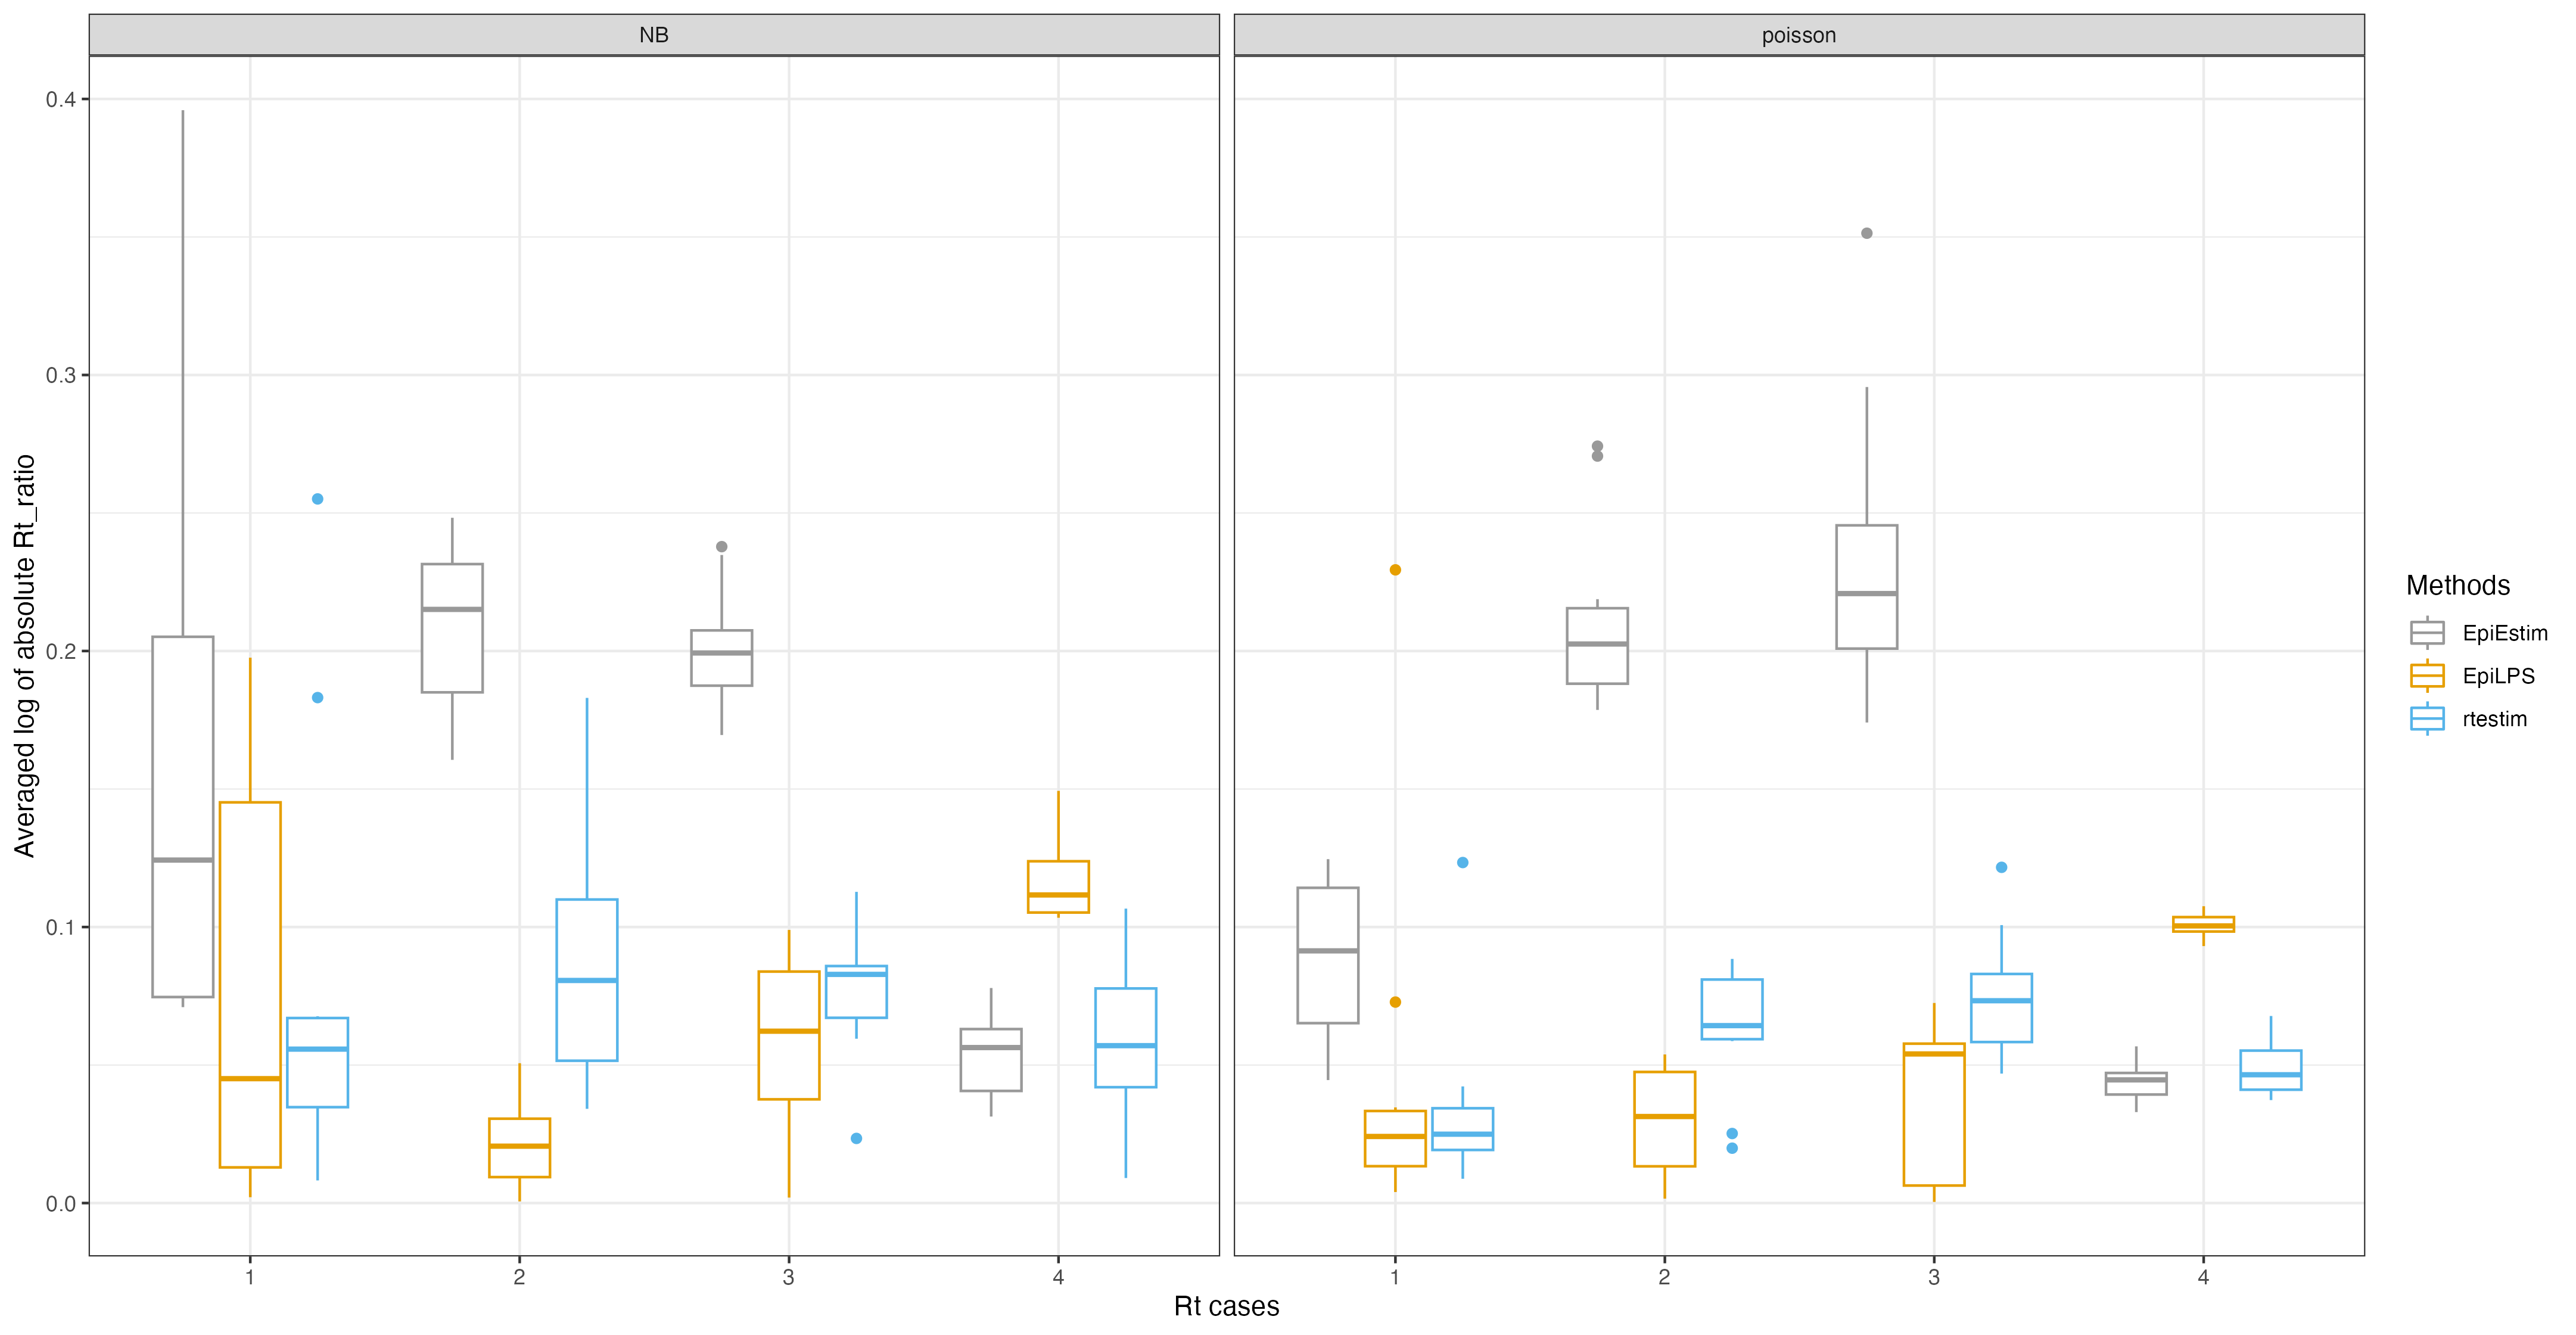 NB
poisson
0.4
0.3
0.2
0.1
0.0
Averaged log of absolute Rt_ratio
1 2 3 4
1 2 3 4
Rt cases
Methods
EpiEstim
EpiLPS
rtestim